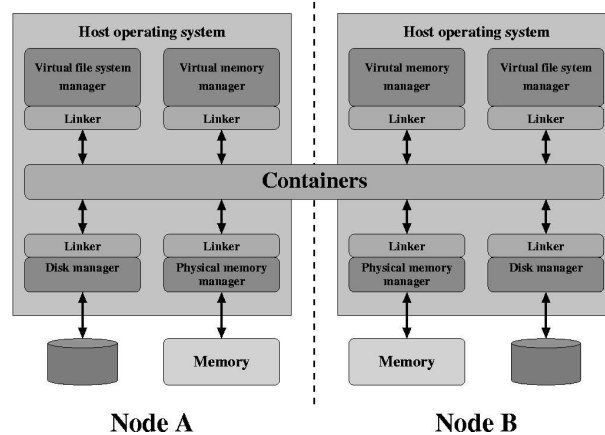 Host operating system
Virtual file system
manager
Linker
Virtual memory
manager
Linker
Host operating system
Virutal memory
manager
Linker
Virtual file sytem
manager
Linker
Containers
Linker
Disk manager
Linker
Physical memory
manager
Linker
Physical memory
manager
Linker
Disk manager
Memory
Memory
Node A
Node B